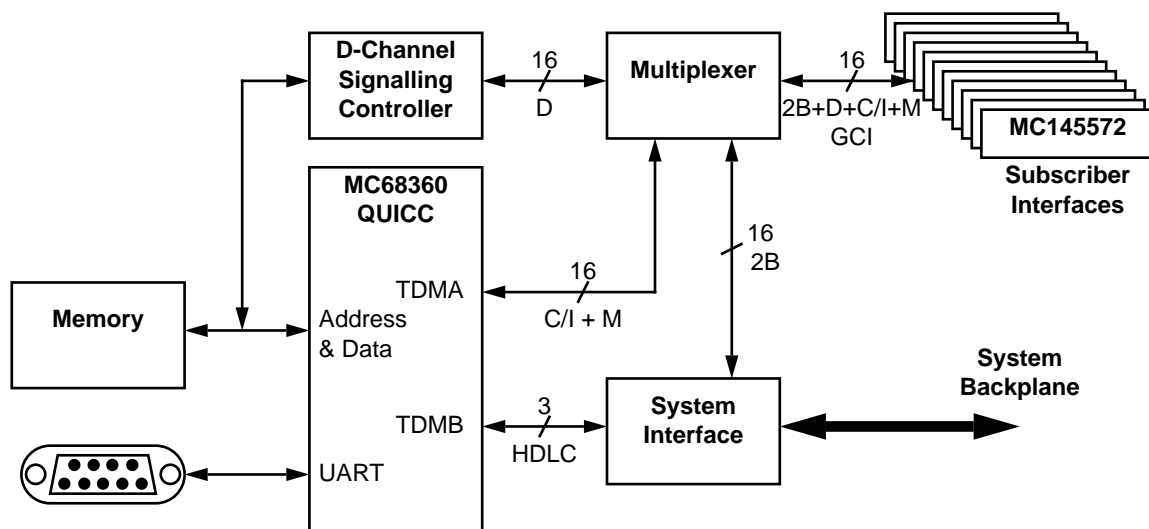 D-Channel
Signalling
Controller
16
D
Multiplexer
16
2B+D+C/I+M
GCI
MC145572
Subscriber
Interfaces
MC68360
QUICC
TDMA
16
C/I + M
16
2B
Memory
Address
& Data
System
Backplane
TDMB
3
HDLC
System
Interface
UART